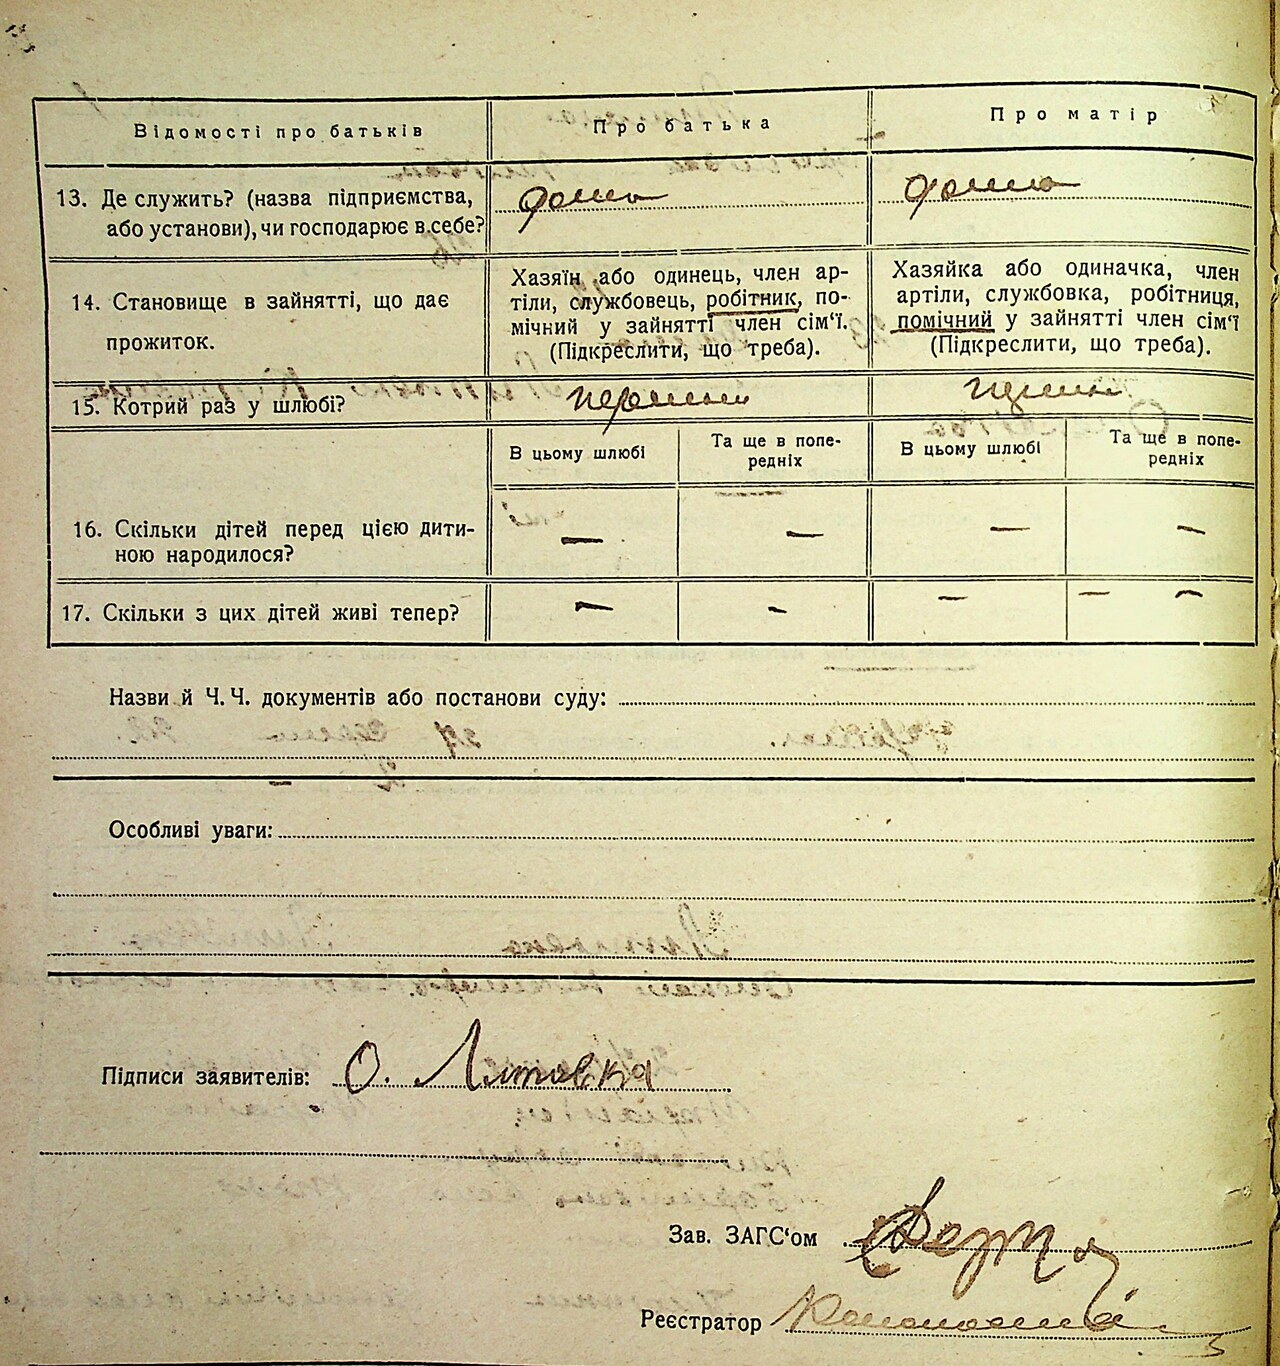 Відомості про батьків
Про батька
Про матір
13. Де служить? (назва підприємства,
або установи), чи господарює в себе?
дома
дома
14. Становище в зайнятті, що дає
прожиток.
Хазяїн або одинець, член ар-
тіли, службовець, робітник, по-
мічний у зайнятті член сім‘ї.
(Підкреслити, що треба).
Хазяйка або одиначка, член
артіли, службовка, робітниця,
помічний у зайнятті член сім‘ї
(Підкреслити, що треба).
15. Котрий раз у шлюбі?
первший
В цьому шлюбі
Та ще в попе-
редніх
В цьому шлюбі
Та ще в попе-
редніх
16. Скільки дітей перед цією дити-
ною народилося?
— — — —
17. Скільки з цих дітей живі тепер?
— - — — —
Назви й Ч. Ч. документів або постанови суду:
Особливі уваги:
Підписи заявителів: О. Литовка
Зав. ЗАГС‘ом
Реєстратор